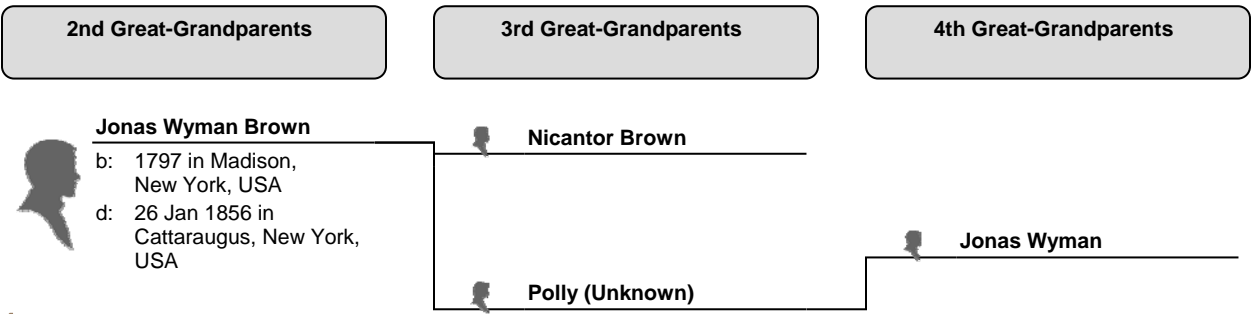 2nd Great-Grandparents
3rd Great-Grandparents
4th Great-Grandparents
Jonas Wyman Brown
b: 1797 in Madison,
New York, USA
d: 26 Jan 1856 in
Cattaraugus, New York,
USA
Nicantor Brown
Jonas Wyman
Polly (Unknown)